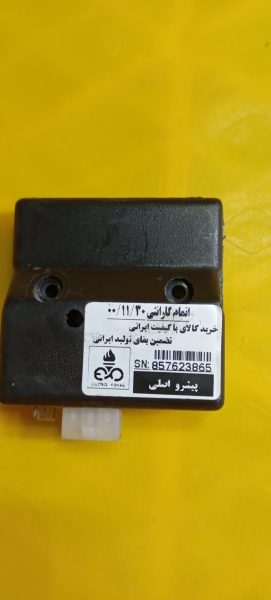 اتمام گارانتی ۰۰/۱۱/۳۰
خرید کالای با کیفیت ایرانی
تضمین بقای تولید ایرانی
SN: 857623865
پیشرو اصلی